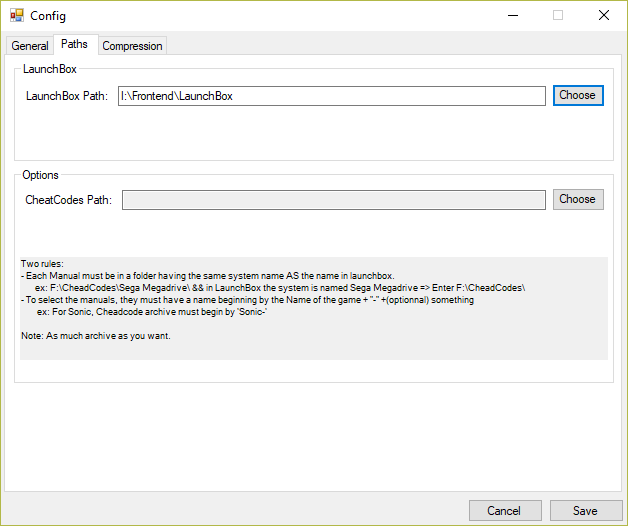 Config
General Paths Compression
LaunchBox
LaunchBox Path: I:\Frontend\LaunchBox Choose
Options
CheatCodes Path: Choose
Two rules:
- Each Manual must be in a folder having the same system name AS the name in launchbox.
ex: F:\CheadCodes\Sega Megadrive\ && in LaunchBox the system is named Sega Megadrive => Enter F:\CheadCodes\
- To select the manuals, they must have a name beginning by the Name of the game + "-" +(optionnal) something
ex: For Sonic, Cheadcode archive must begin by 'Sonic-'
Note: As much archive as you want.
Cancel Save